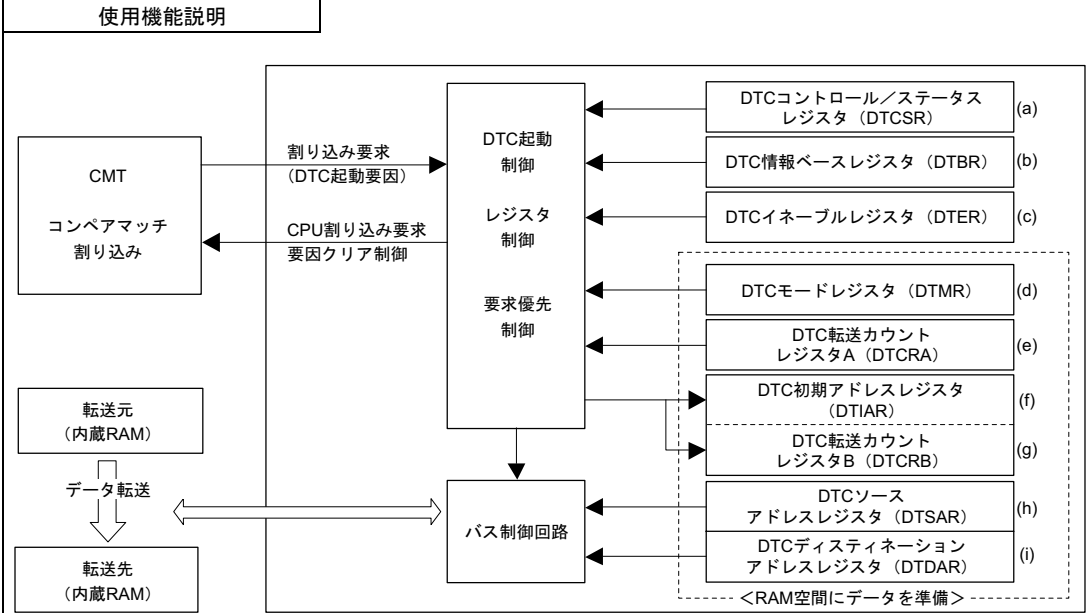 使用機能説明
CMT
コンペアマッチ
割り込み
割り込み要求
（DTC起動要因）
CPU割り込み要求
要因クリア制御
DTC起動
制御
レジスタ
制御
要求優先
制御
DTCコントロール／ステータス
レジスタ（DTCSR）
(a)
DTC情報ベースレジスタ（DTBR）
(b)
DTCイネーブルレジスタ（DTER）
(c)
DTCモードレジスタ（DTMR）
(d)
DTC転送カウント
レジスタA（DTCRA）
(e)
DTC初期アドレスレジスタ
（DTIAR）
(f)
DTC転送カウント
レジスタB（DTCRB）
(g)
転送元
（内蔵RAM）
データ転送
転送先
（内蔵RAM）
バス制御回路
DTCソース
アドレスレジスタ（DTSAR）
(h)
DTCディスティネーション
アドレスレジスタ（DTDAR）
(i)
＜RAM空間にデータを準備＞